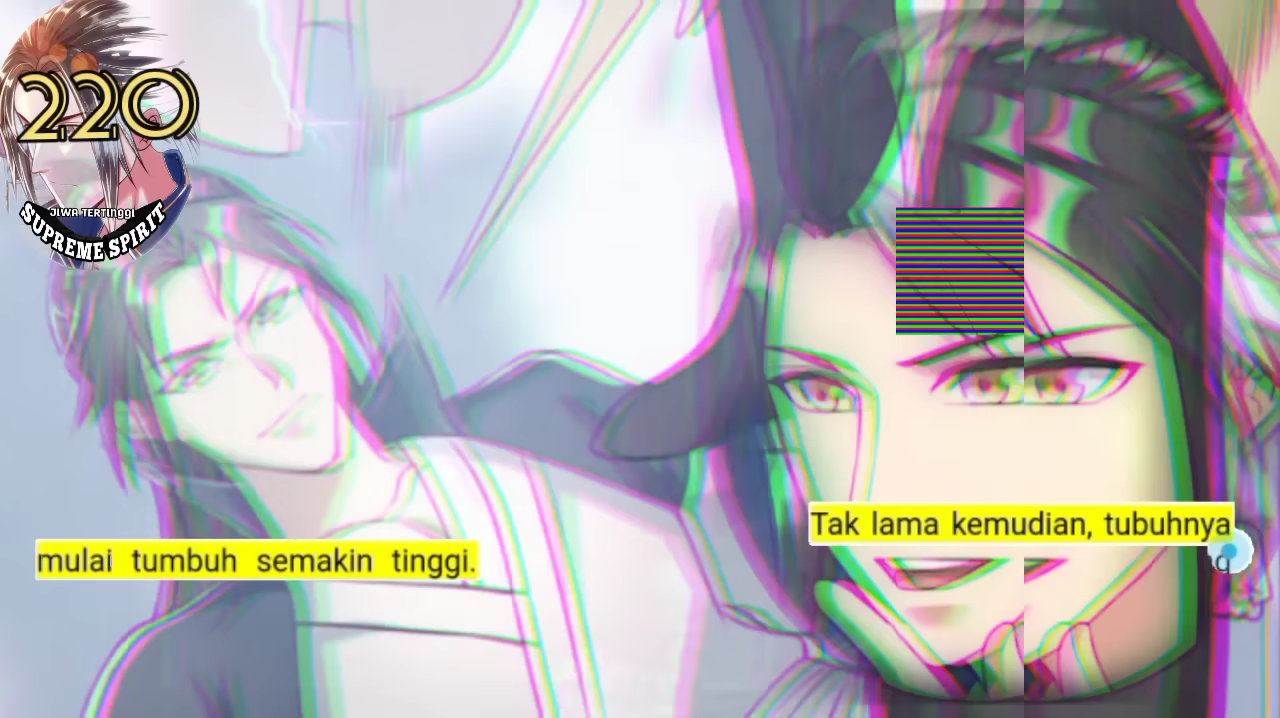 220
JIWA TERTINGGI
SUPREME SPIRIT
Tak lama kemudian, tubuhnya
mulai tumbuh semakin tinggi.